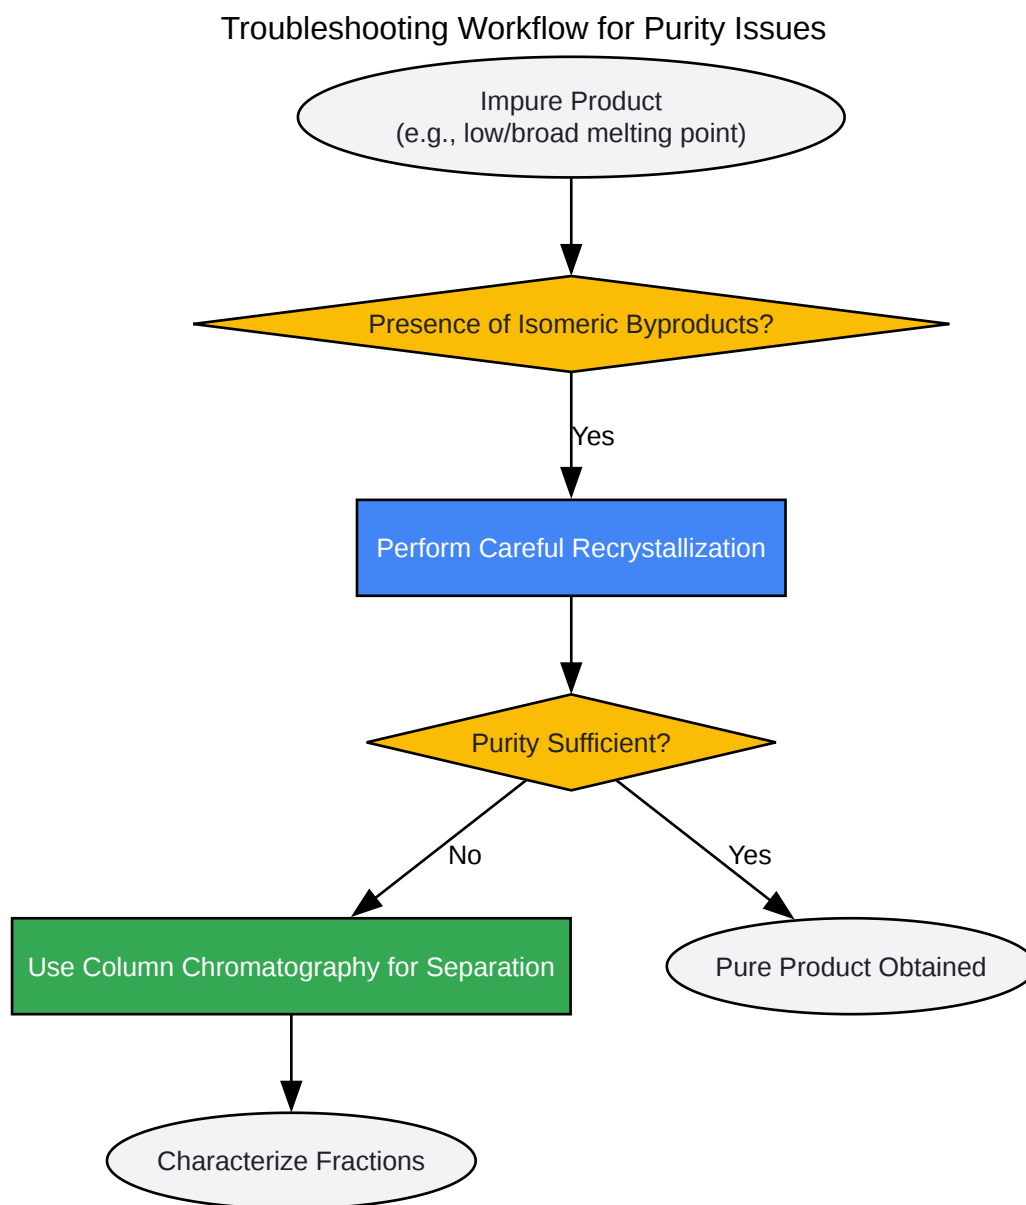 Troubleshooting Workflow for Purity Issues
Impure Product
(e.g., low/broad melting point)
Presence of Isomeric Byproducts?
Yes
Perform Careful Recrystallization
Purity Sufficient?
No
Yes
Use Column Chromatography for Separation
Pure Product Obtained
Characterize Fractions